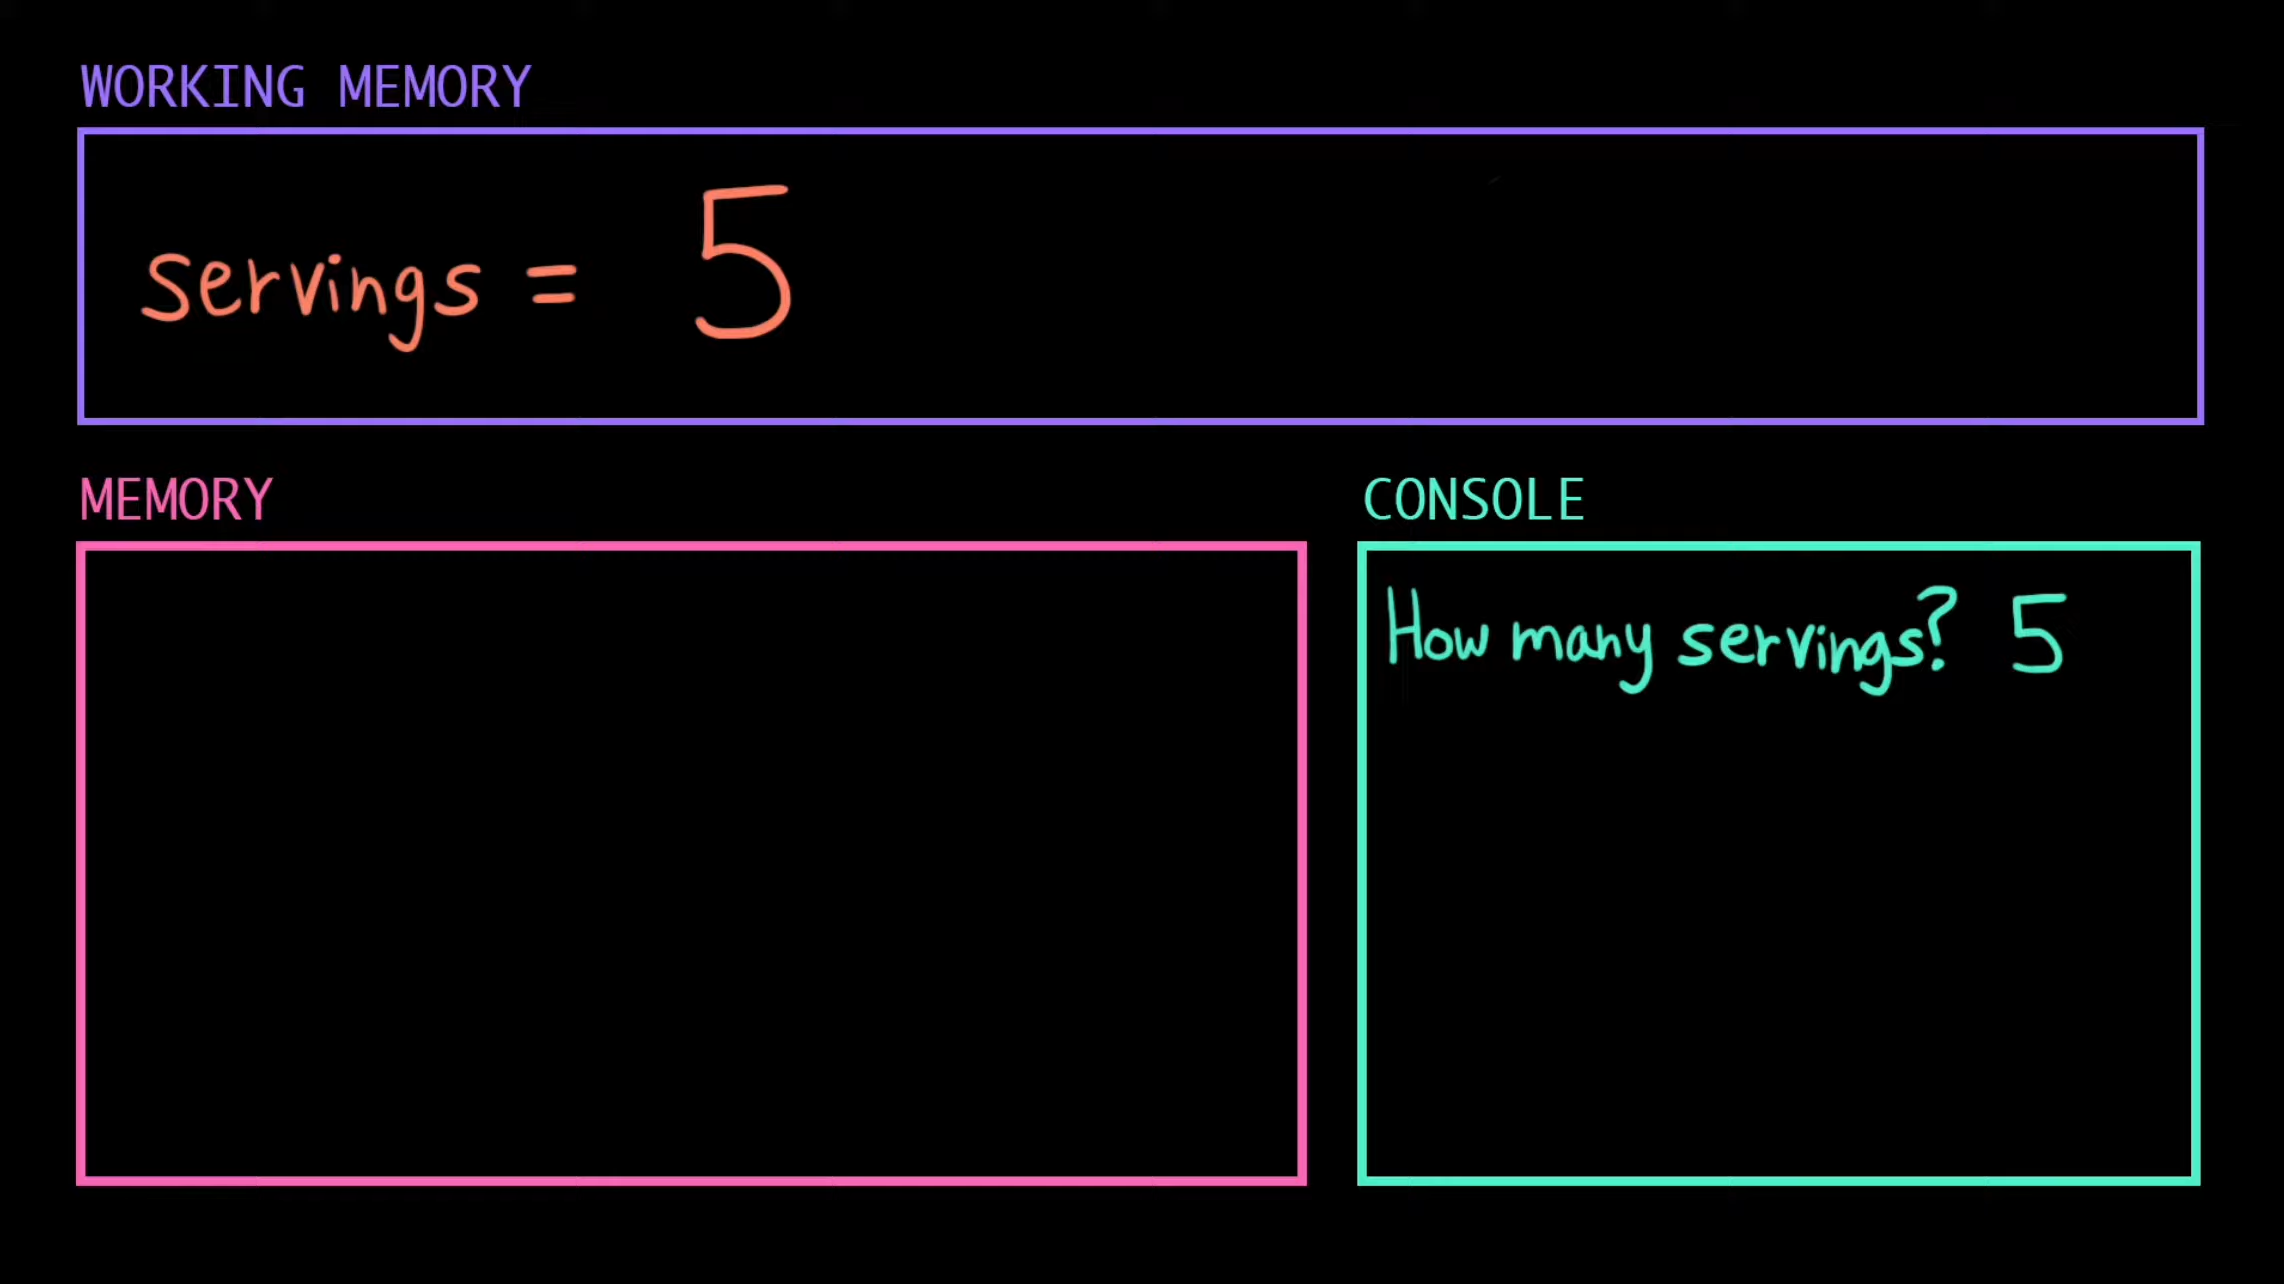 WORKING MEMORY
servings = 5
MEMORY
CONSOLE
How many servings? 5